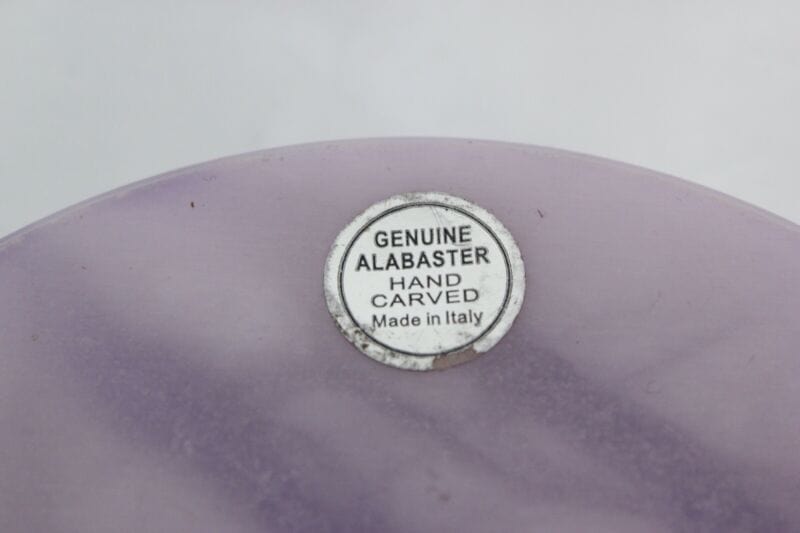 GENUINE
ALABASTER
HAND
CARVED
Made in Italy